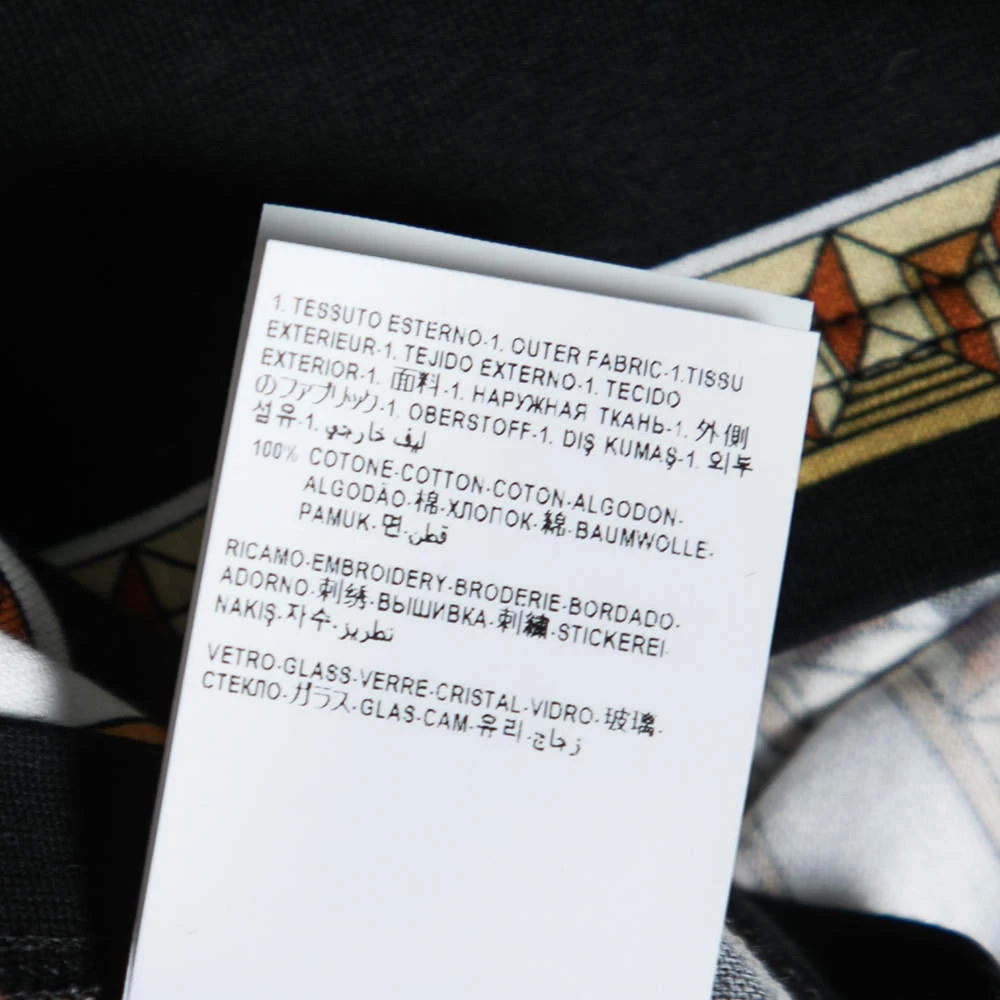 1. TESSUTO ESTERNO-1. OUTER FABRIC-1.TISSU
EXTERIEUR-1. TEJIDO EXTERNO-1. TECIDO
EXTERIOR-1. 面料-1. НАРУЖНАЯ ТКАНЬ-1. 外側
のファブリック-1. OBERSTOFF-1. DIŞ KUMAŞ-1. 외부
섬유-1. ليف خارجي
100% COTONE-COTTON-COTON-ALGODON-
ALGODÃO-棉-ХЛОПОК-綿-BAUMWOLLE-
PAMUK-면-قطن
RICAMO-EMBROIDERY-BRODERIE-BORDADO-
ADORNO-刺绣-ВЫШИВКА-刺繍-STICKEREI-
NAKIŞ-자수-تطريز
VETRO-GLASS-VERRE-CRISTAL-VIDRO-玻璃-
СТЕКЛО-ガラス-GLAS-CAM-유리-زجاج